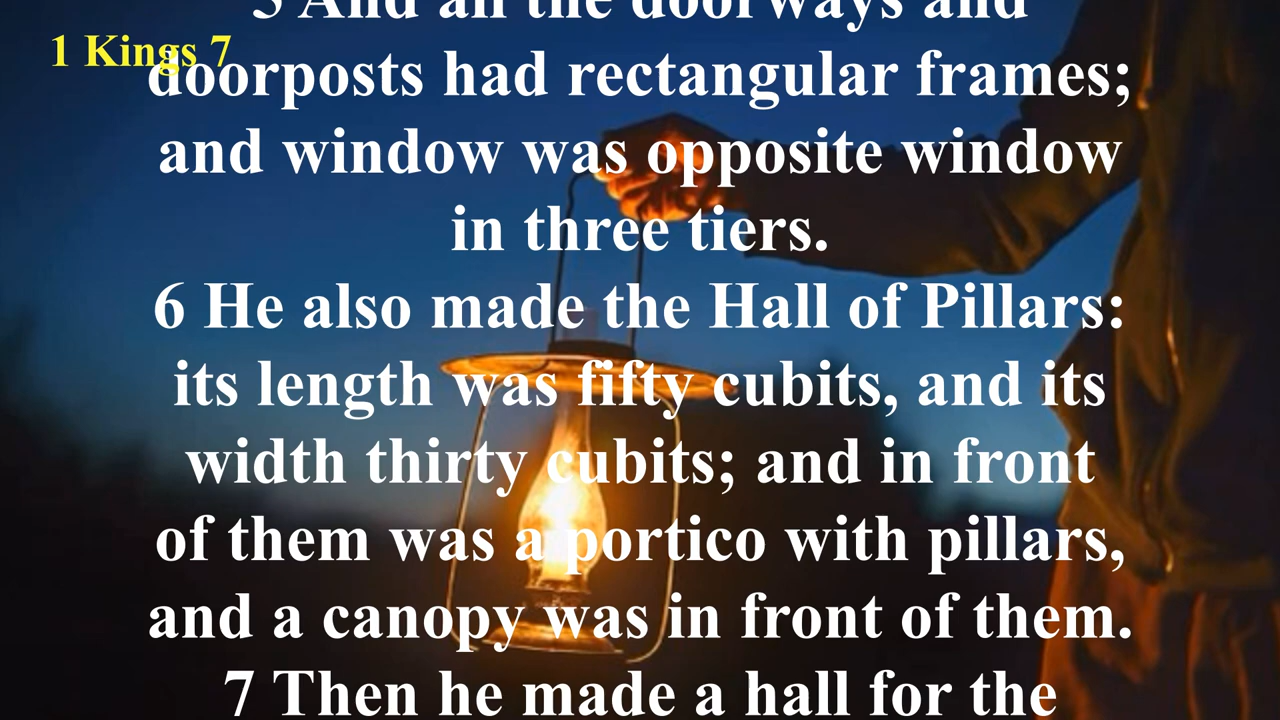 5 And all the doorways and
1 Kings 7
doorposts had rectangular frames;
and window was opposite window
in three tiers.
6 He also made the Hall of Pillars:
its length was fifty cubits, and its
width thirty cubits; and in front
of them was a portico with pillars,
and a canopy was in front of them.
7 Then he made a hall for the